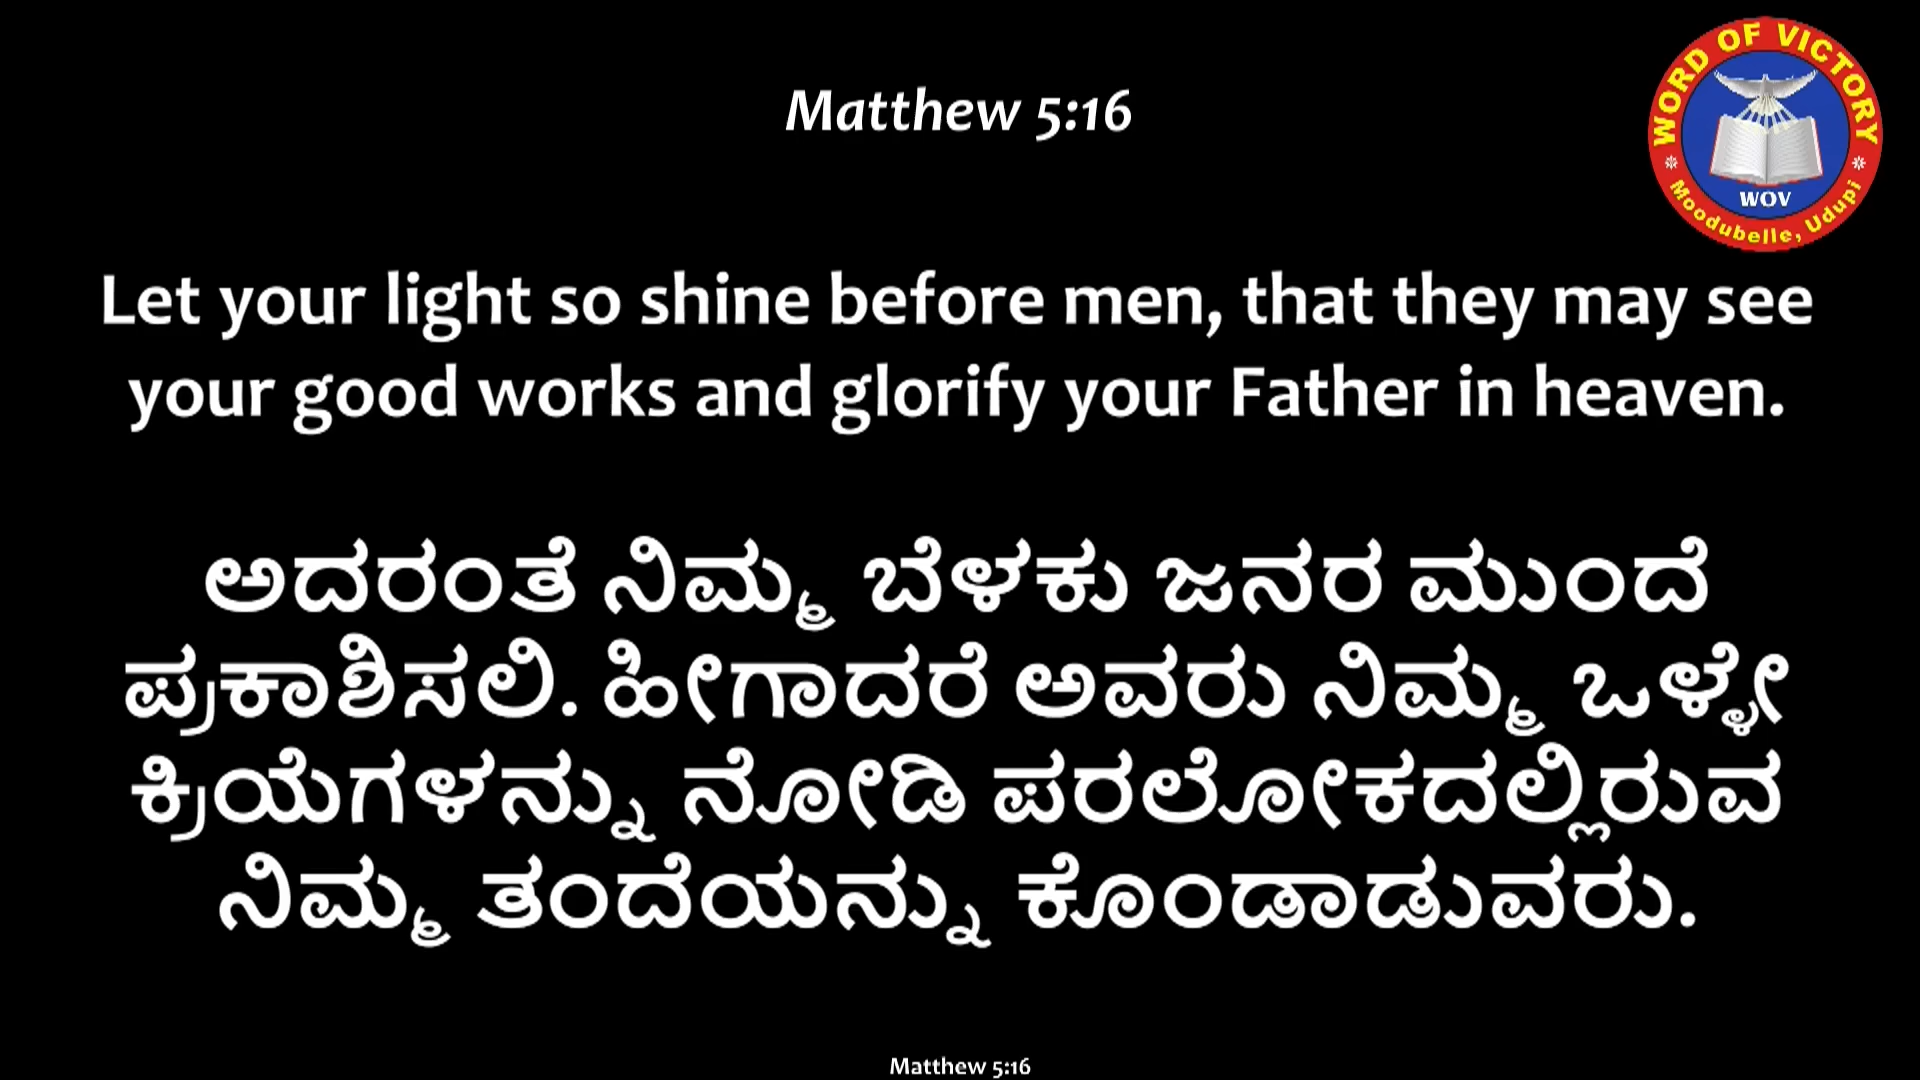 Matthew 5:16
WORD OF VICTORY
WOV
Moodubelle, Udupi
Let your light so shine before men, that they may see
your good works and glorify your Father in heaven.
ಅದರಂತೆ ನಿಮ್ಮ ಬೆಳಕು ಜನರ ಮುಂದೆ
ಪ್ರಕಾಶಿಸಲಿ. ಹೀಗಾದರೆ ಅವರು ನಿಮ್ಮ ಒಳ್ಳೇ
ಕ್ರಿಯೆಗಳನ್ನು ನೋಡಿ ಪರಲೋಕದಲ್ಲಿರುವ
ನಿಮ್ಮ ತಂದೆಯನ್ನು ಕೊಂಡಾಡುವರು.
Matthew 5:16